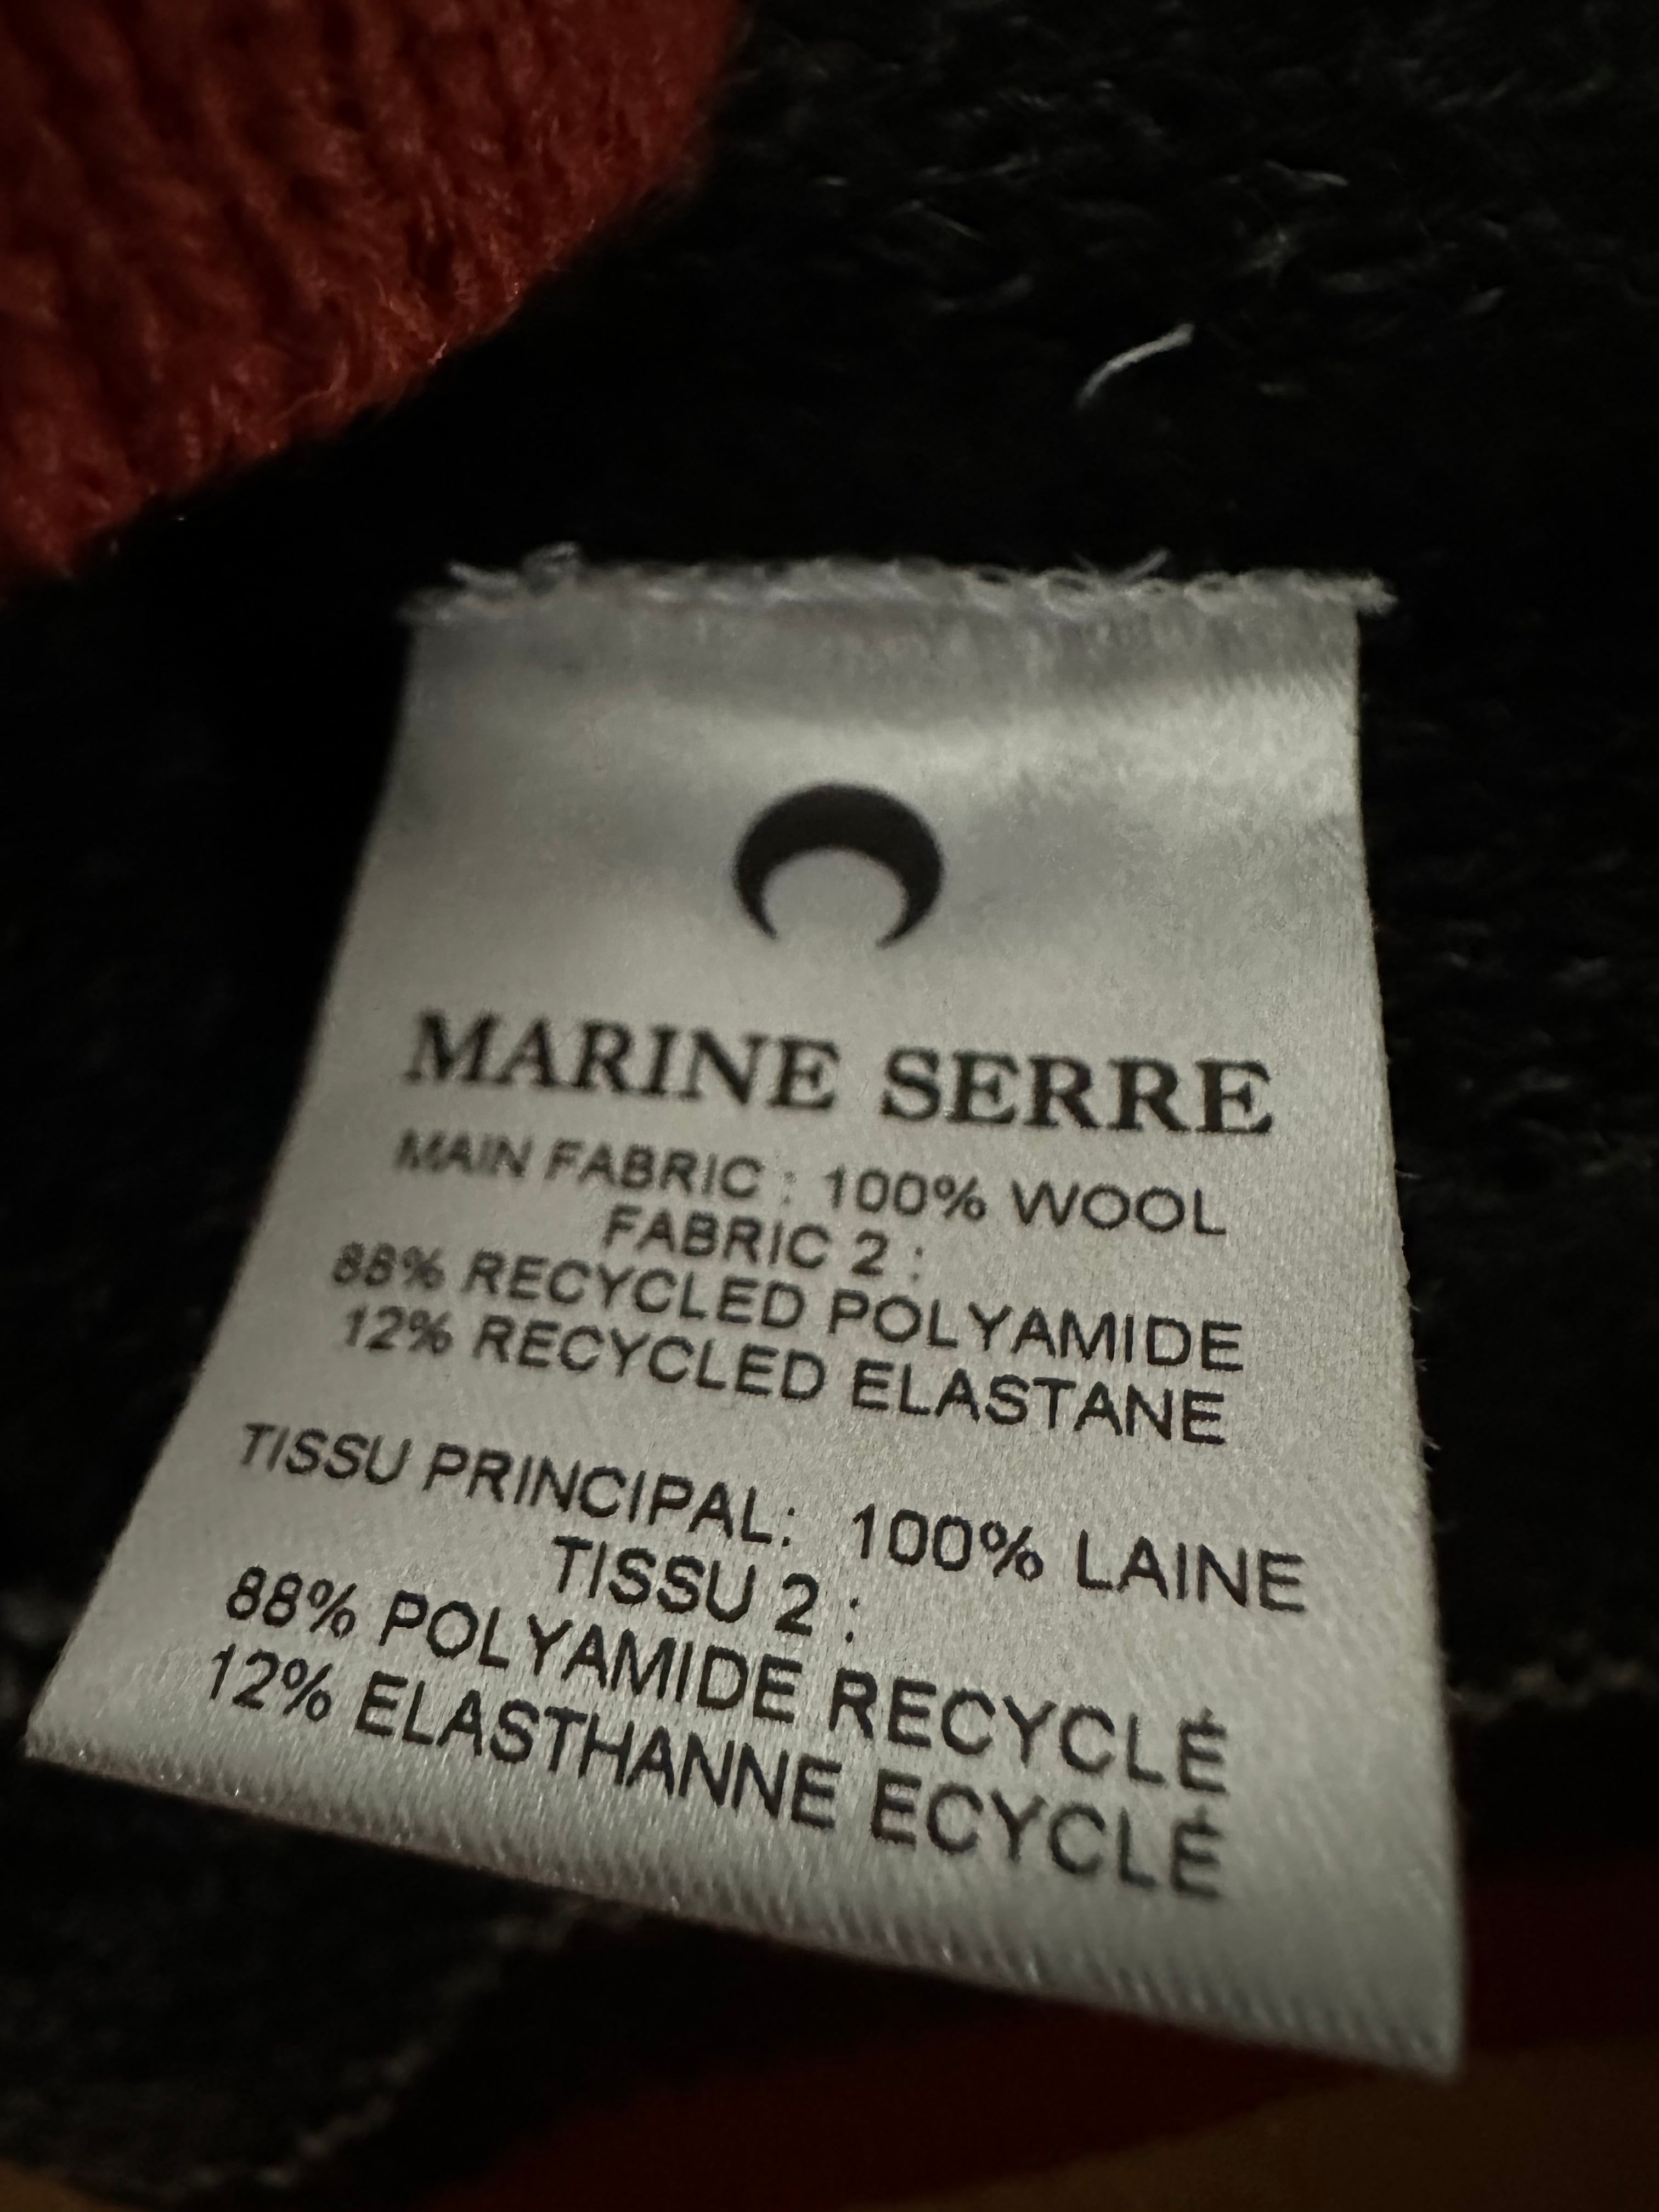 MARINE SERRE
MAIN FABRIC : 100% WOOL
FABRIC 2 :
88% RECYCLED POLYAMIDE
12% RECYCLED ELASTANE
TISSU PRINCIPAL: 100% LAINE
TISSU 2 :
88% POLYAMIDE RECYCLÉ
12% ELASTHANNE ECYCLÉ